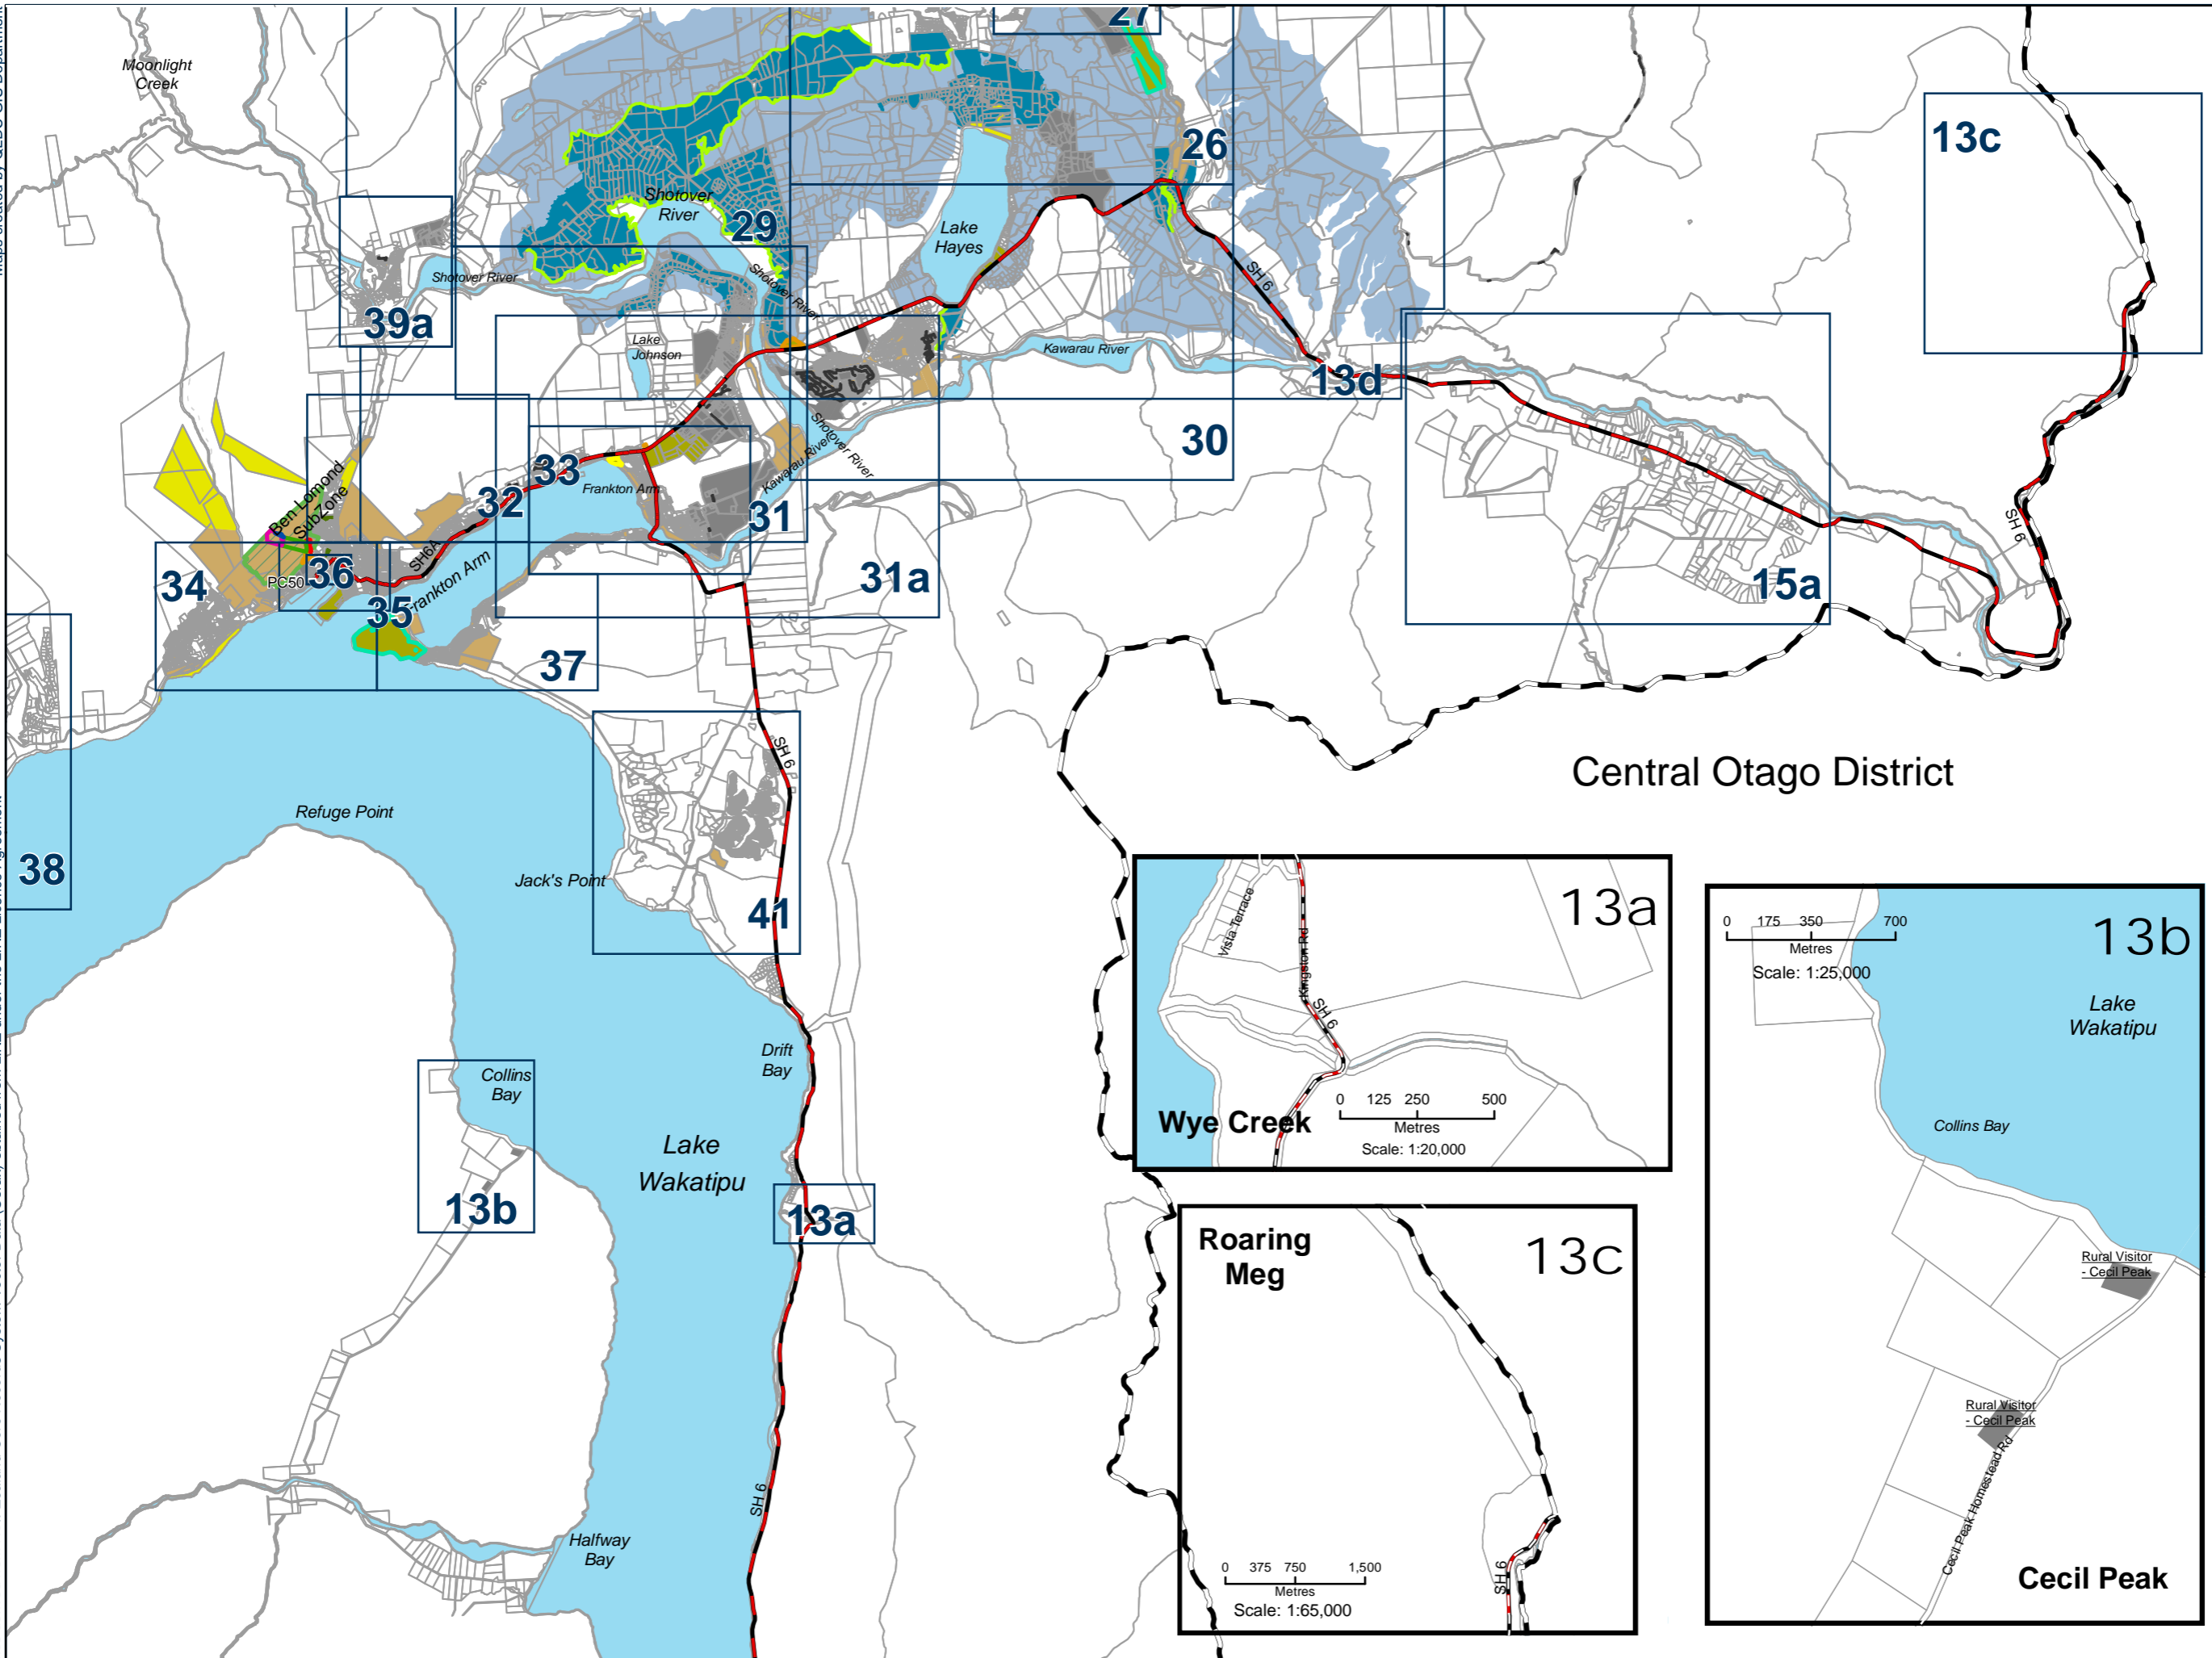 27
Moonlight
Creek
13c
26
Shotover
River
29
Lake
Hayes
SH 6
Shotover River
Shotover River
39a
Lake
Johnson
Kawarau River
13d
Shotover River
Kawarau River
30
33
Frankton Arm
32
31
Ben Lomond
SubZone
SH 6
SH6A
PC50
36
34
35
Frankton Arm
31a
15a
37
SH 6
Central Otago District
Refuge Point
38
Jack's Point
41
13a
Vista Terrace
Kingston Rd
SH 6
Wye Creek
0 125 250 500
Metres
Scale: 1:20,000
0 175 350 700
Metres
Scale: 1:25,000
13b
Lake
Wakatipu
Collins Bay
Rural Visitor
- Cecil Peak
Rural Visitor
- Cecil Peak
Cecil Peak Homestead Rd
Cecil Peak
Drift
Bay
Collins
Bay
Lake
Wakatipu
13b
13a
Roaring
Meg
13c
SH 6
0 375 750 1,500
Metres
Scale: 1:65,000
SH 6
Halfway
Bay